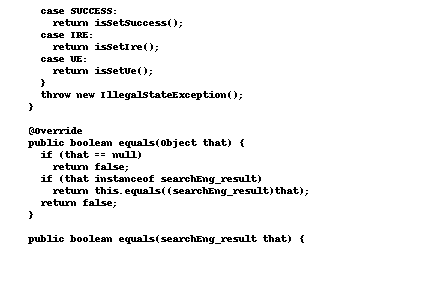 case SUCCESS:
return isSetSuccess();
case IRE:
return isSetIre();
case UE:
return isSetUe();
}
throw new IllegalStateException();
}
@Override
public boolean equals(Object that) {
if (that == null)
return false;
if (that instanceof searchEng_result)
return this.equals((searchEng_result)that);
return false;
}
public boolean equals(searchEng_result that) {